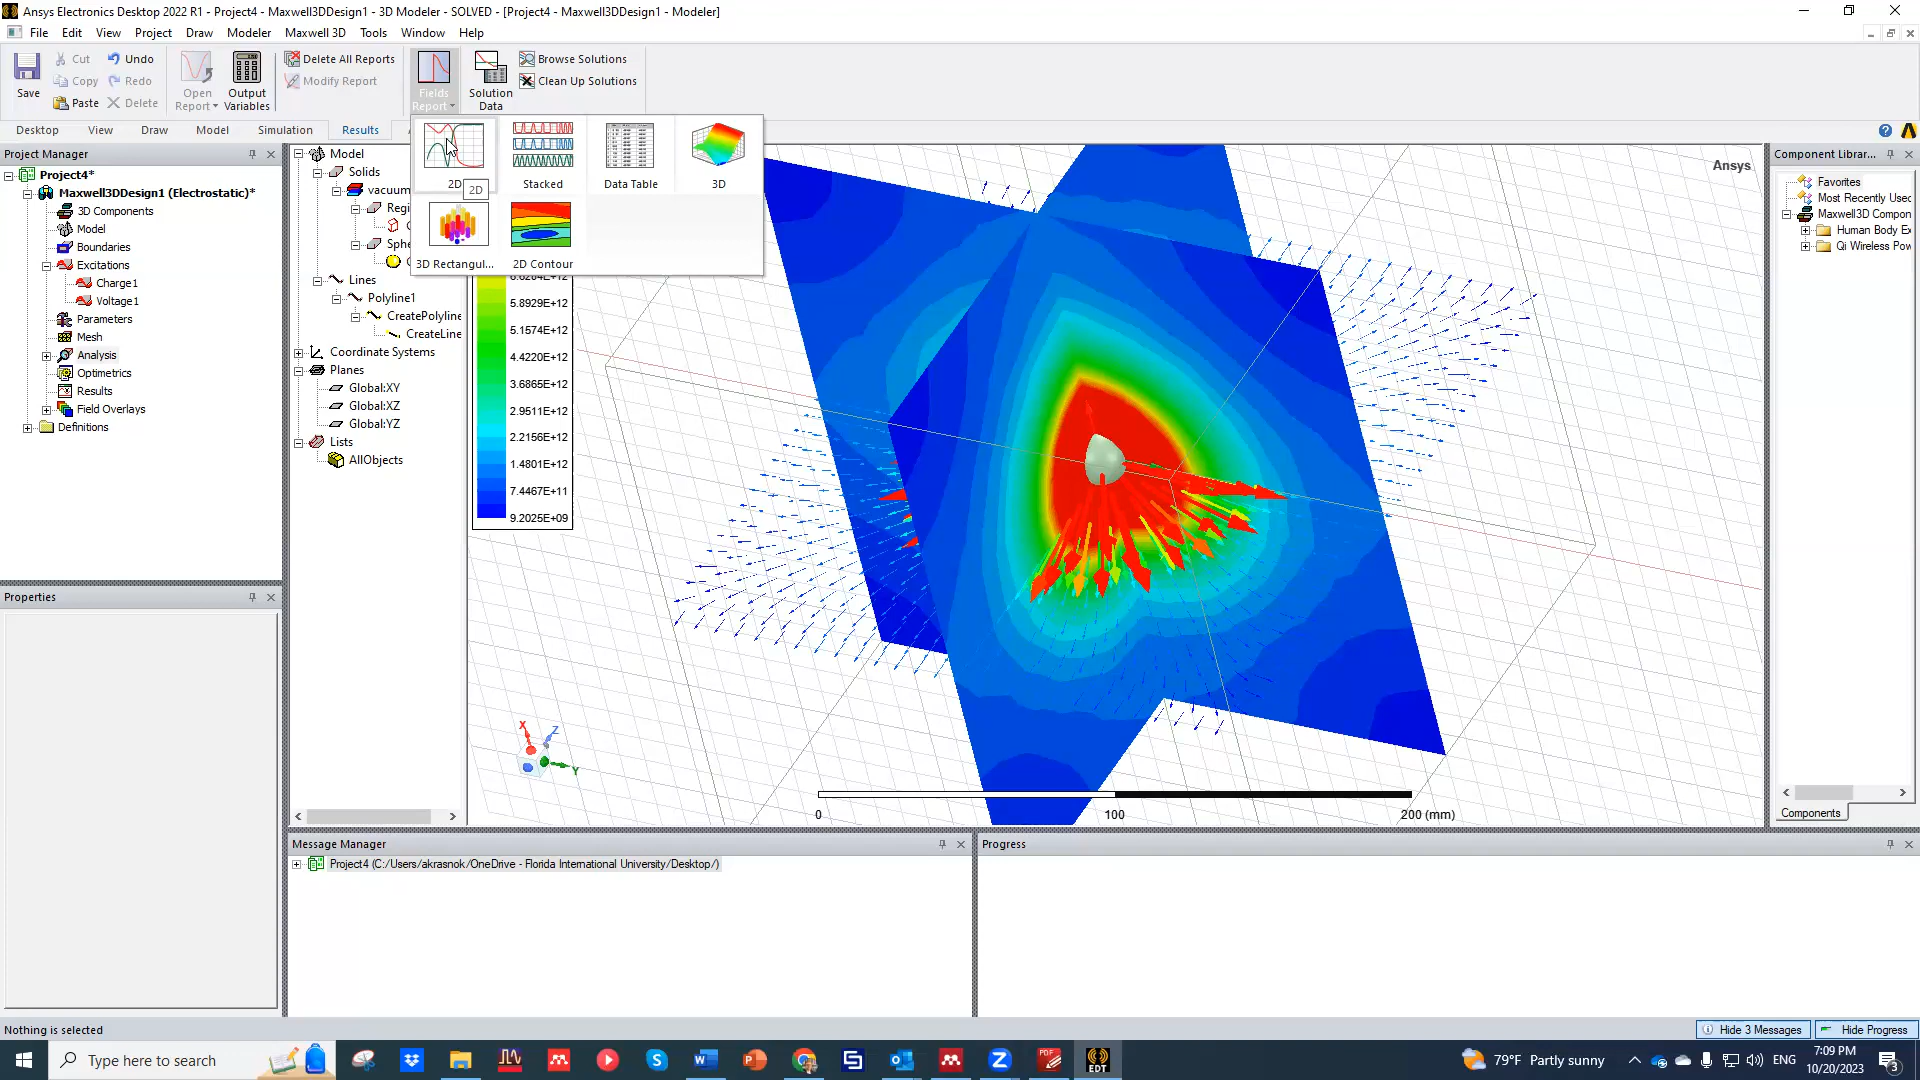 Ansys Electronics Desktop 2022 R1 - Project4 - Maxwell3DDesign1 - 3D Modeler - SOLVED - [Project4 - Maxwell3DDesign1 - Modeler]
File Edit View Project Draw Modeler Maxwell 3D Tools Window Help
Save
Cut
Copy
Paste
Undo
Redo
Delete
Open Report
Output Variables
Delete All Reports
Modify Report
Fields Report
Solution Data
Browse Solutions
Clean Up Solutions
Desktop View Draw Model Simulation Results
2D
2D
Stacked
Data Table
3D
3D Rectangul...
2D Contour
Project Manager
Project4*
Maxwell3DDesign1 (Electrostatic)*
3D Components
Model
Boundaries
Excitations
Charge1
Voltage1
Parameters
Mesh
Analysis
Optimetrics
Results
Field Overlays
Definitions
Properties
Model
Solids
vacuum
Regi
Sphe
Lines
Polyline1
CreatePolyline
CreateLine
Coordinate Systems
Planes
Global:XY
Global:XZ
Global:YZ
Lists
AllObjects
5.8929E+12
5.1574E+12
4.4220E+12
3.6865E+12
2.9511E+12
2.2156E+12
1.4801E+12
7.4467E+11
9.2025E+09
Ansys
X
Z
Y
0
100
200 (mm)
Component Librar...
Favorites
Most Recently Used
Maxwell3D Compon
Human Body Ex
Qi Wireless Pow
Components
Message Manager
Project4 (C:/Users/akrasnok/OneDrive - Florida International University/Desktop/)
Progress
Nothing is selected
Hide 3 Messages
Hide Progress
Type here to search
79°F Partly sunny
ENG
7:09 PM
10/20/2023
3